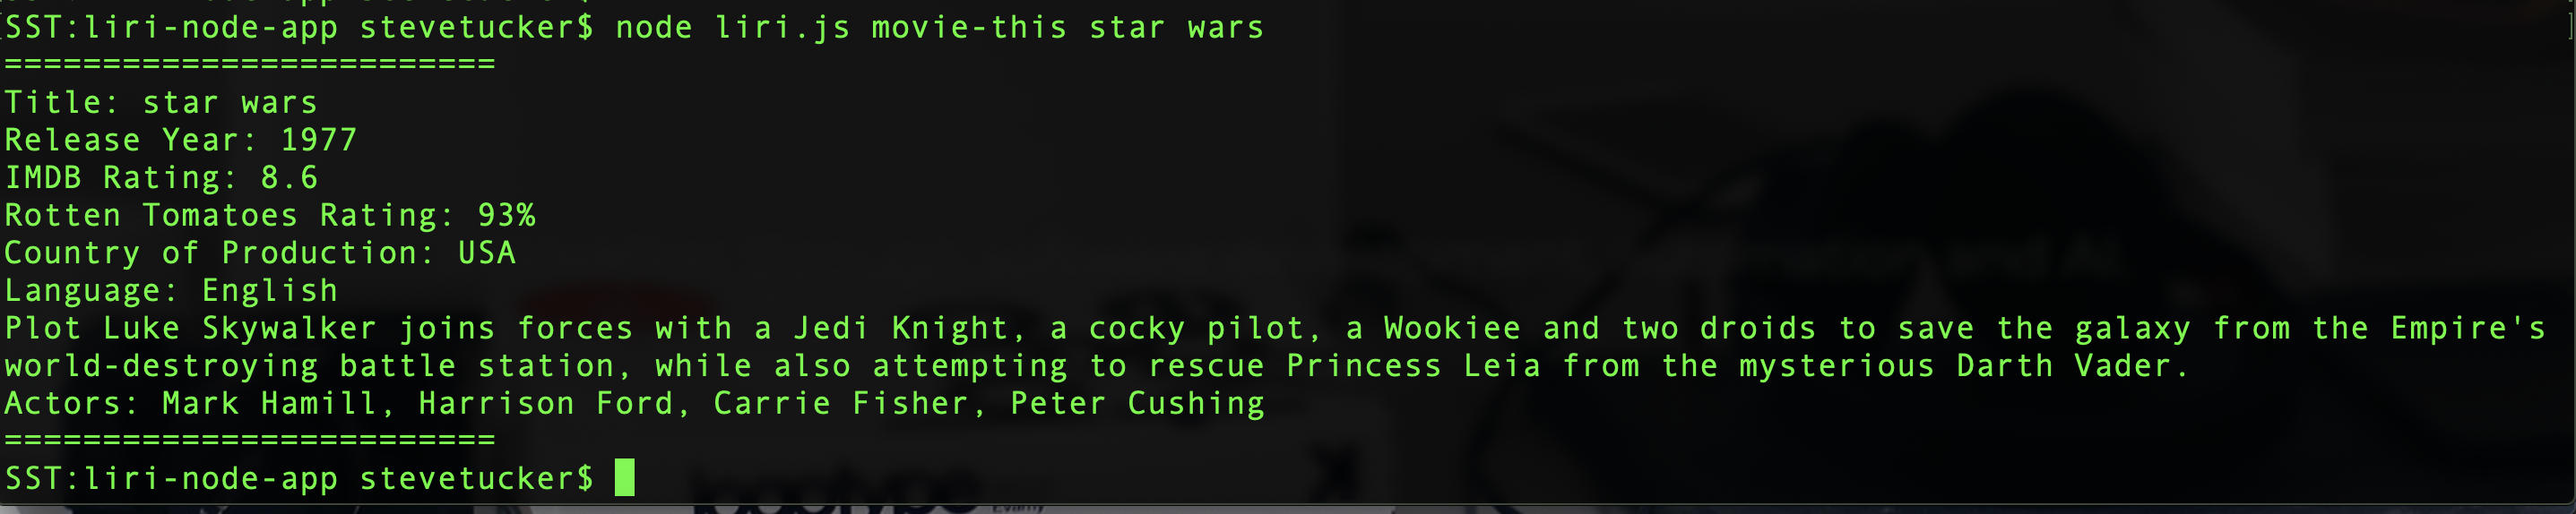 SST:liri-node-app stevetucker$ node liri.js movie-this star wars
=========================
Title: star wars
Release Year: 1977
IMDB Rating: 8.6
Rotten Tomatoes Rating: 93%
Country of Production: USA
Language: English
Plot Luke Skywalker joins forces with a Jedi Knight, a cocky pilot, a Wookiee and two droids to save the galaxy from the Empire's
world-destroying battle station, while also attempting to rescue Princess Leia from the mysterious Darth Vader.
Actors: Mark Hamill, Harrison Ford, Carrie Fisher, Peter Cushing
=========================
SST:liri-node-app stevetucker$
logotype